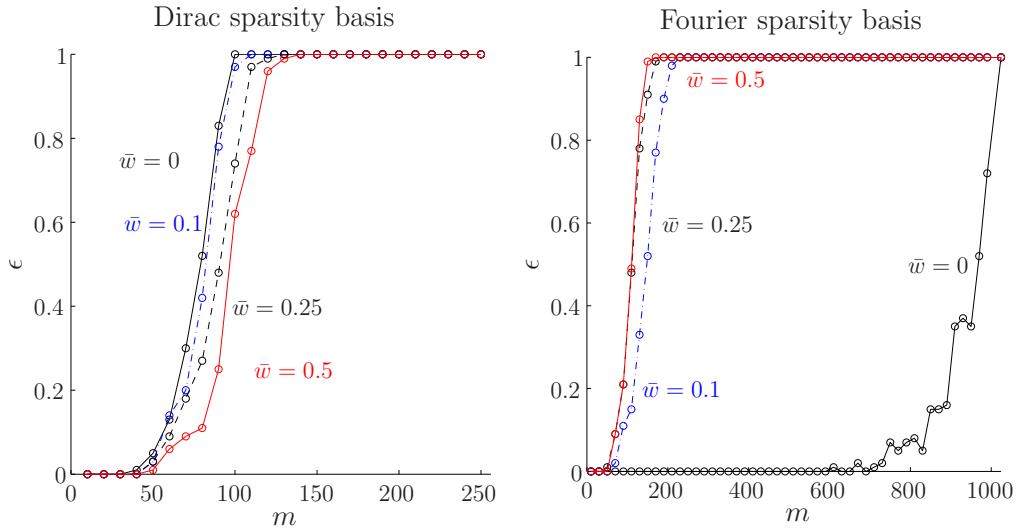 Dirac sparsity basis
1
0.8
0.6
0.4
0.2
0
ϵ
w̄ = 0
w̄ = 0.1
w̄ = 0.25
w̄ = 0.5
0 50 100 150 200 250
m
Fourier sparsity basis
1
0.8
0.6
0.4
0.2
0
ϵ
w̄ = 0.5
w̄ = 0.25
w̄ = 0
w̄ = 0.1
0 200 400 600 800 1000
m